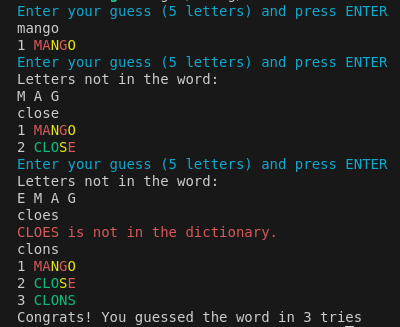 Enter your guess (5 letters) and press ENTER
mango
1 MANGO
Enter your guess (5 letters) and press ENTER
Letters not in the word:
M A G
close
1 MANGO
2 CLOSE
Enter your guess (5 letters) and press ENTER
Letters not in the word:
E M A G
cloes
CLOES is not in the dictionary.
clons
1 MANGO
2 CLOSE
3 CLONS
Congrats! You guessed the word in 3 tries